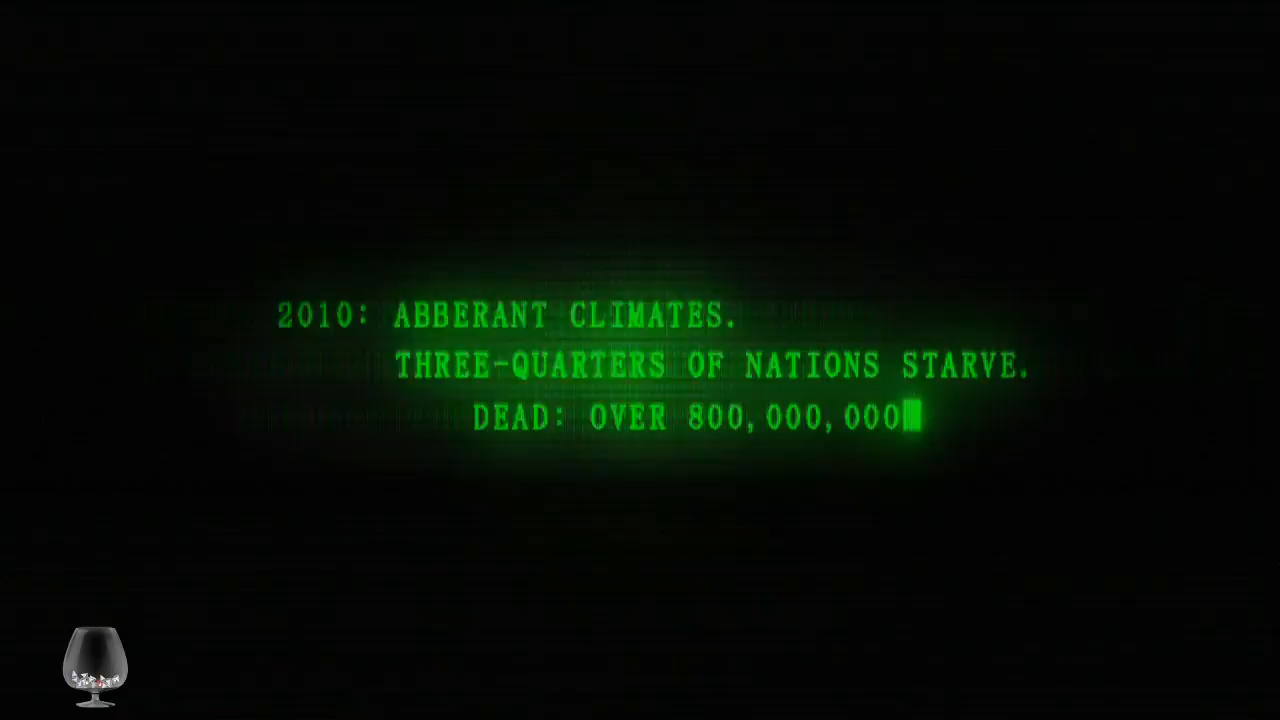 2010: ABBERANT CLIMATES.
THREE-QUARTERS OF NATIONS STARVE.
DEAD: OVER 800,000,000